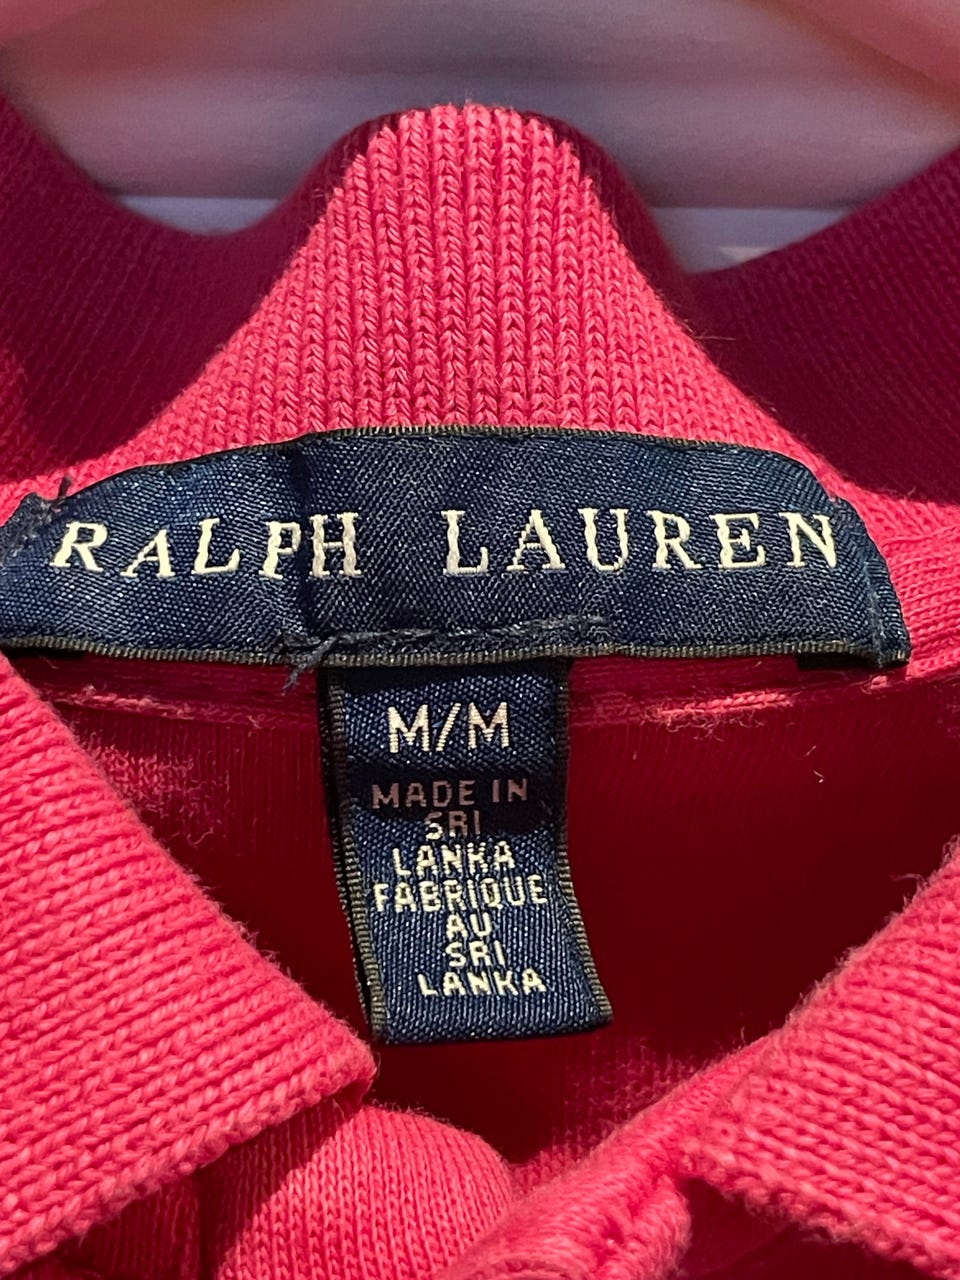 RALPH LAUREN
M/M
MADE IN
SRI
LANKA
FABRIQUE
AU
SRI
LANKA